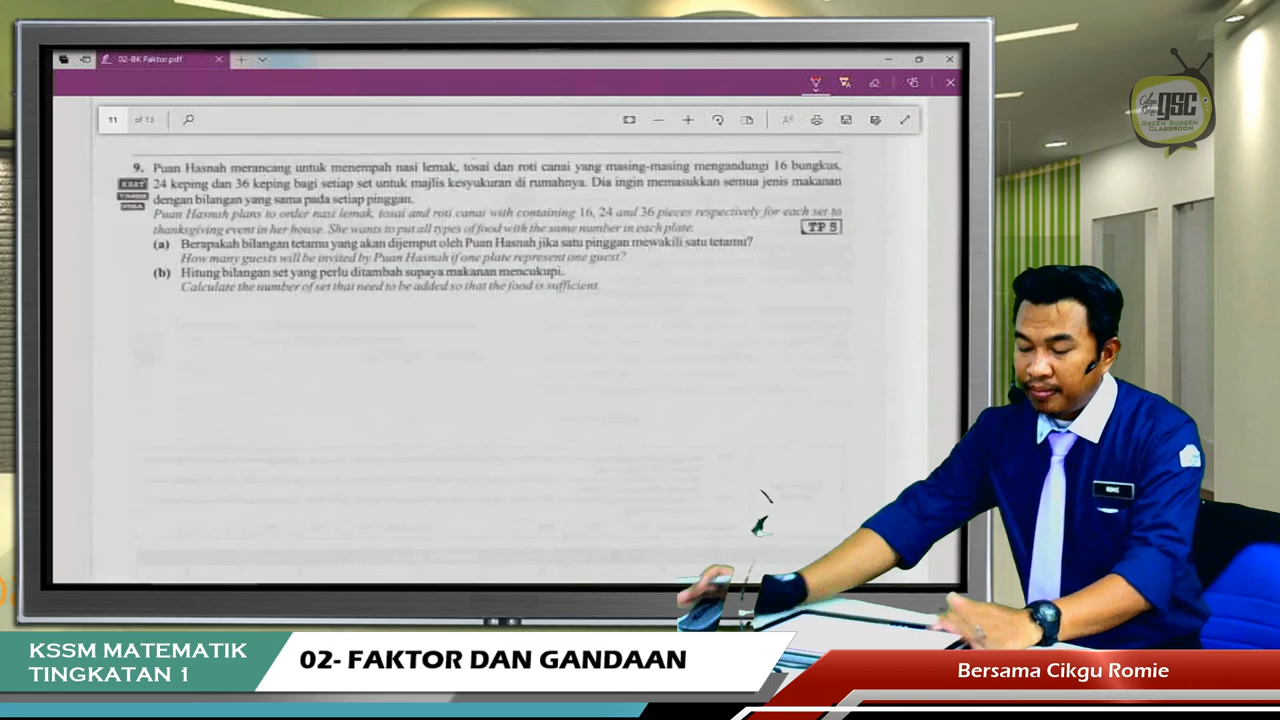 02-BK Faktor.pdf
11 of 13
9. Puan Hasnah merancang untuk menempah nasi lemak, tosai dan roti canai yang masing-masing mengandungi 16 bungkus,
KBAT 24 keping dan 36 keping bagi setiap set untuk majlis kesyukuran di rumahnya. Dia ingin memasukkan semua jenis makanan
dengan bilangan yang sama pada setiap pinggan.
Puan Hasnah plans to order nasi lemak, tosai and roti canai with containing 16, 24 and 36 pieces respectively for each set to
thanksgiving event in her house. She wants to put all types of food with the same number in each plate. TP 5
(a) Berapakah bilangan tetamu yang akan dijemput oleh Puan Hasnah jika satu pinggan mewakili satu tetamu?
How many guests will be invited by Puan Hasnah if one plate represent one guest?
(b) Hitung bilangan set yang perlu ditambah supaya makanan mencukupi.
Calculate the number of set that need to be added so that the food is sufficient.
gsc
GREEN SCREEN
CLASSROOM
ROMIE
KSSM MATEMATIK
TINGKATAN 1
02- FAKTOR DAN GANDAAN
Bersama Cikgu Romie